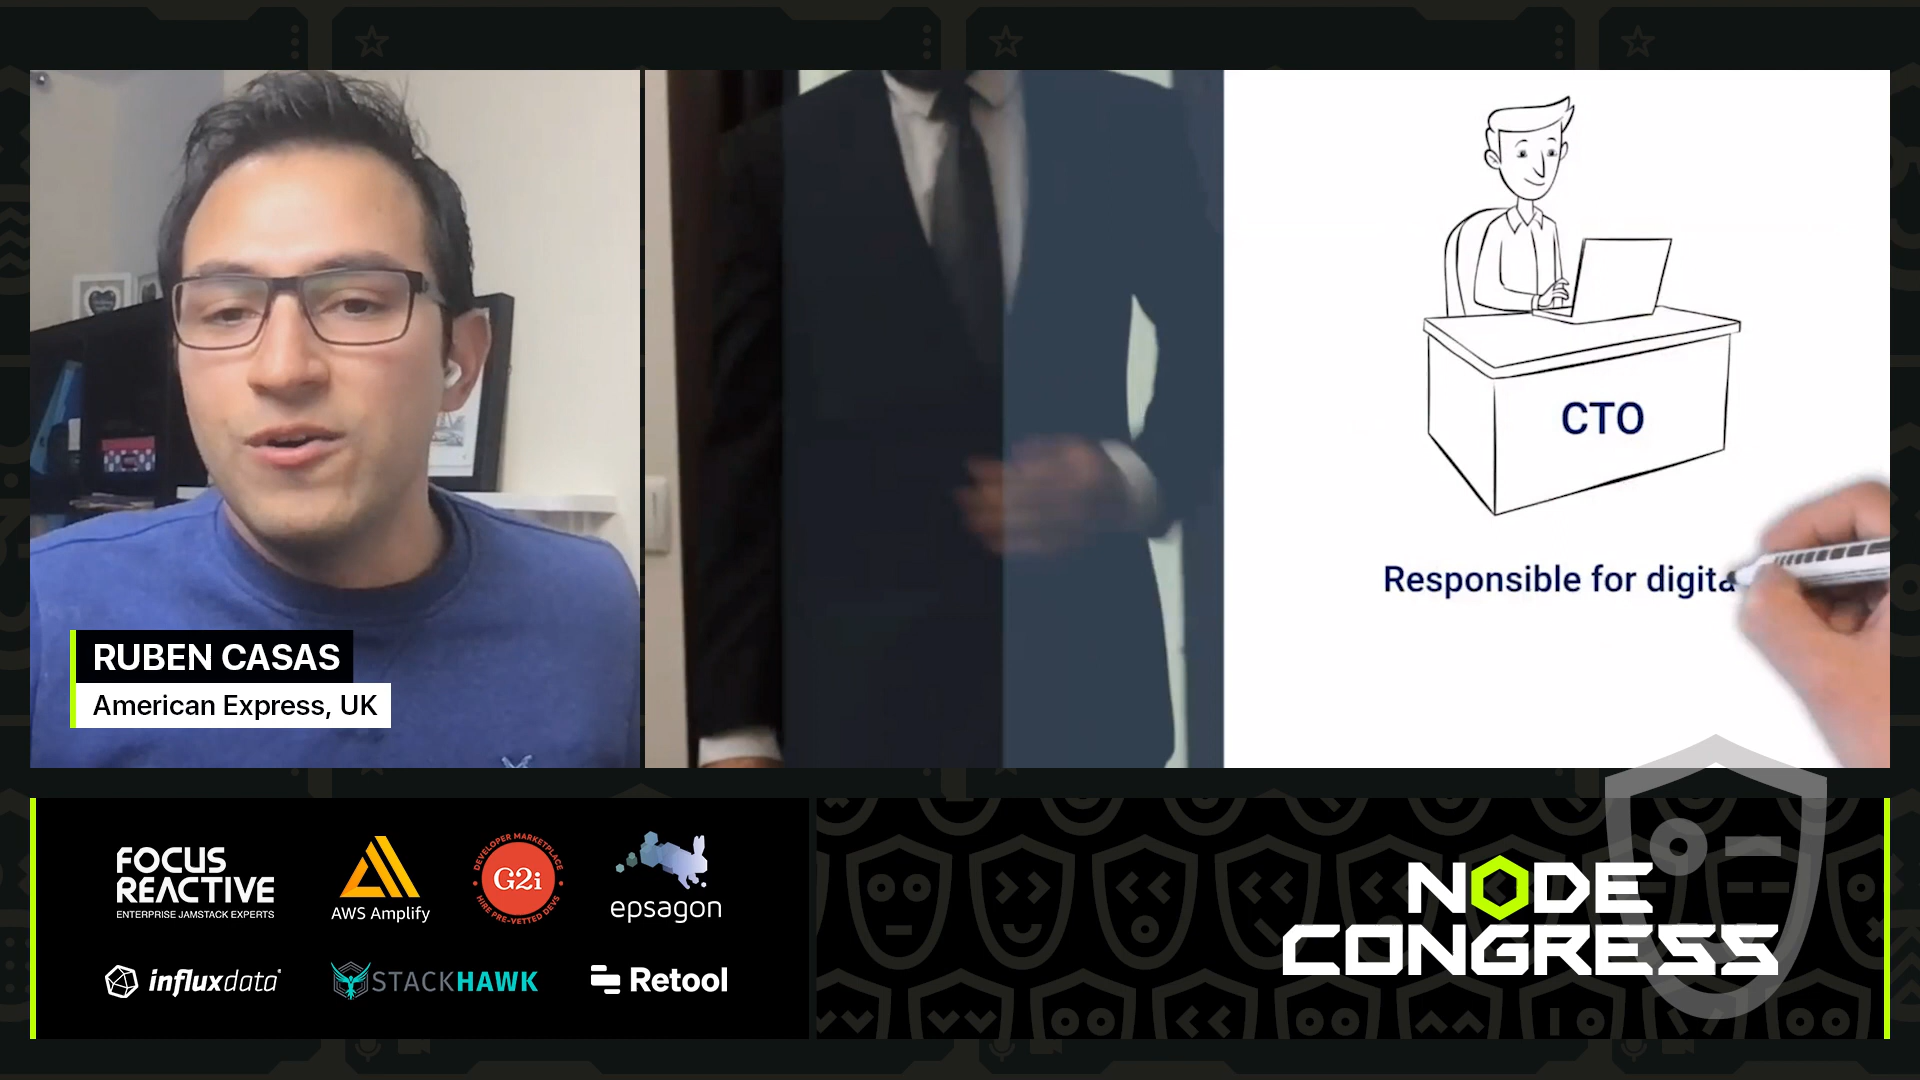 CTO
Responsible for digita
RUBEN CASAS
American Express, UK
FOCUS
REACTIVE
ENTERPRISE JAMSTACK EXPERTS
AWS Amplify
DEVELOPER MARKETPLACE
G2i
HIRE PRE-VETTED DEVS
epsagon
influxdata
STACKHAWK
Retool
NODE
CONGRESS